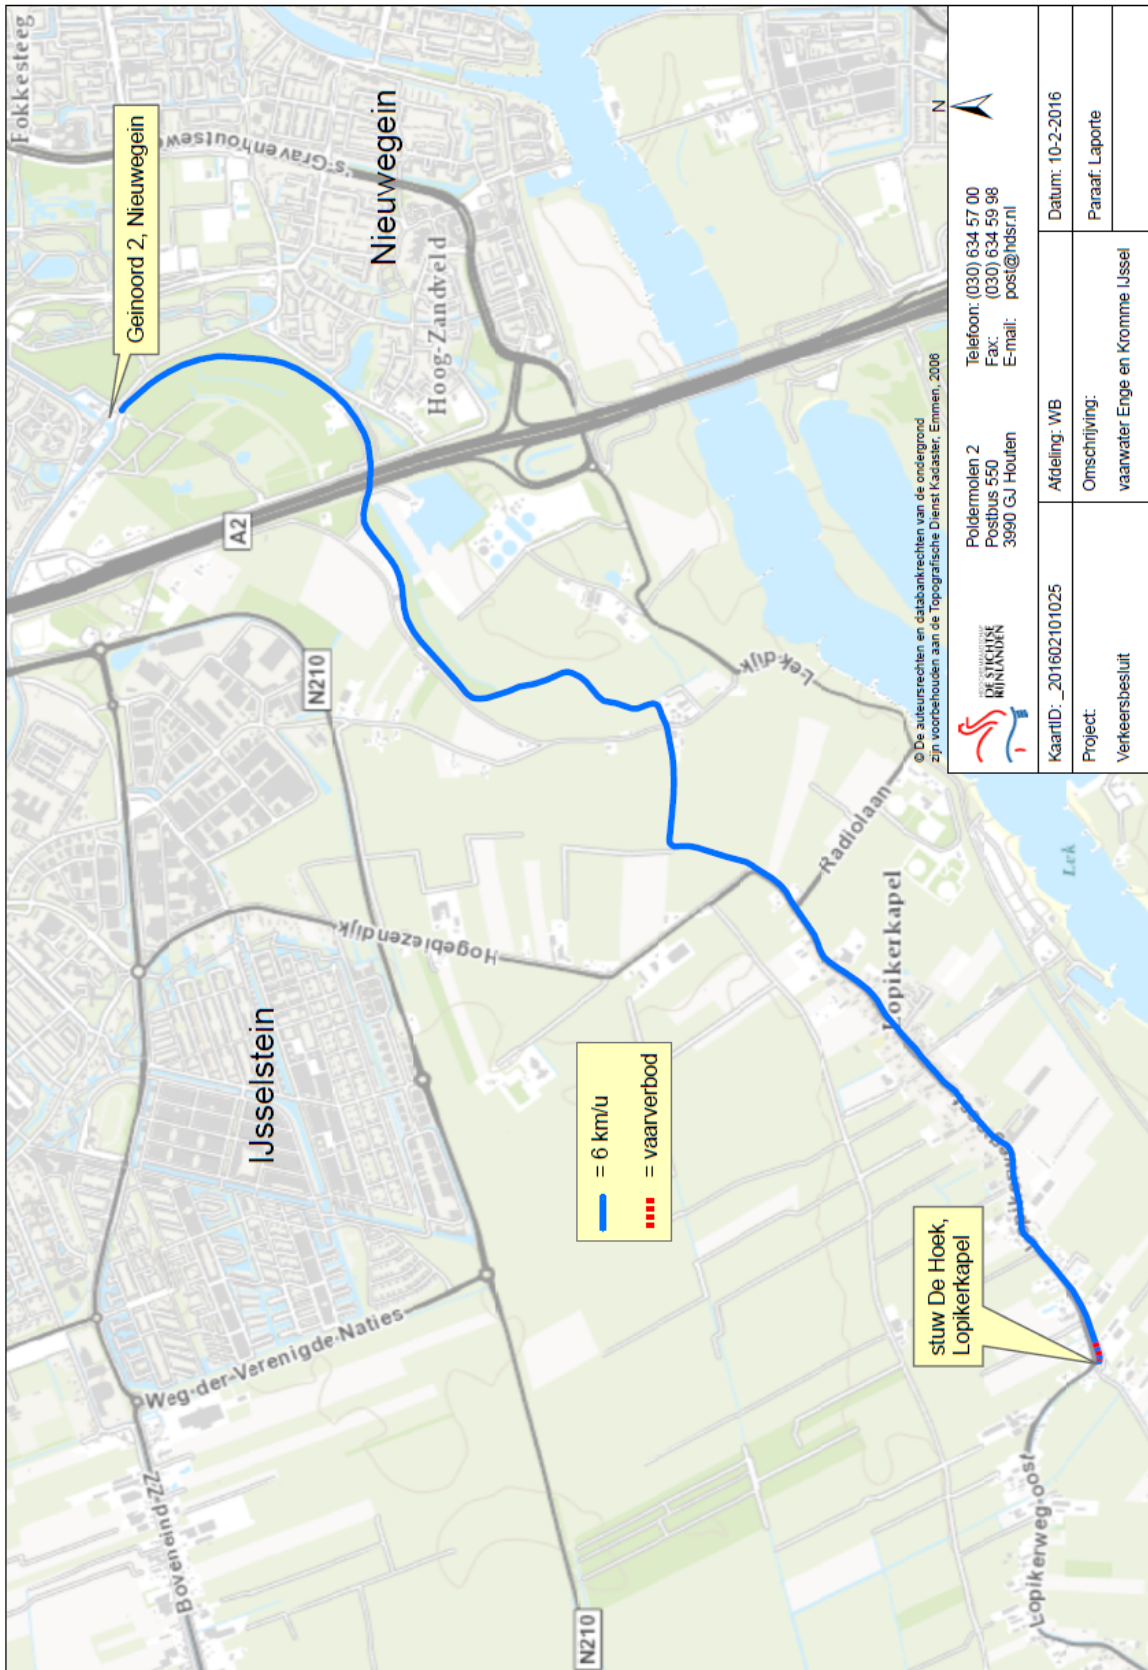 Fokkesteeg
Geinoord 2, Nieuwegein
's-Gravenhoutsew
Nieuwegein
Hoog-Zandveld
A2
N210
IJsselstein
Hogebiezendijk
Lekdijk
Radiolaan
Lopikerkapel
Lek
Weg-der-Verenigde-Naties
Boveneind-ZZ
N210
Lopikerweg-oost
stuw De Hoek,
Lopikerkapel
= 6 km/u
= vaarverbod
© De auteursrechten en databankrechten van de ondergrond
zijn voorbehouden aan de Topografische Dienst Kadaster, Emmen, 2006
N
HOOGHEEMRAADSCHAP
DE STICHTSE
RIJNLANDEN
Poldermolen 2
Postbus 550
3990 GJ Houten
Telefoon: (030) 634 57 00
Fax: (030) 634 59 98
E-mail: post@hdsr.nl
KaartID: _201602101025
Afdeling: WB
Datum: 10-2-2016
Project:
Omschrijving:
Paraaf: Laporte
Verkeersbesluit
vaarwater Enge en Kromme IJssel